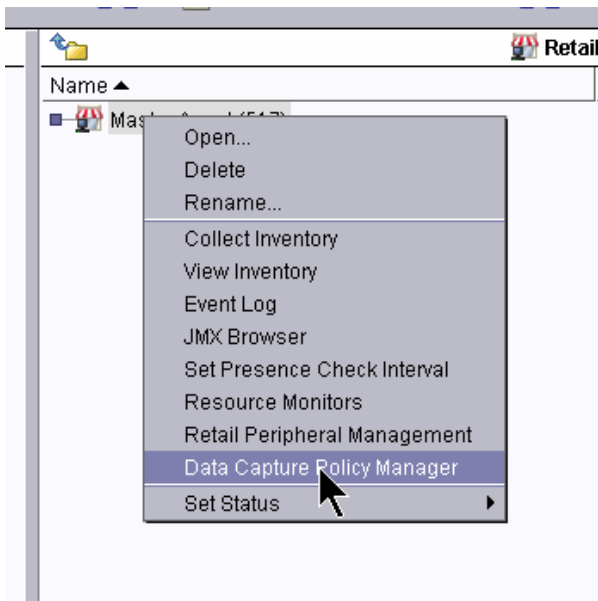 Retail
Name
Open...
Delete
Rename...
Collect Inventory
View Inventory
Event Log
JMX Browser
Set Presence Check Interval
Resource Monitors
Retail Peripheral Management
Data Capture Policy Manager
Set Status